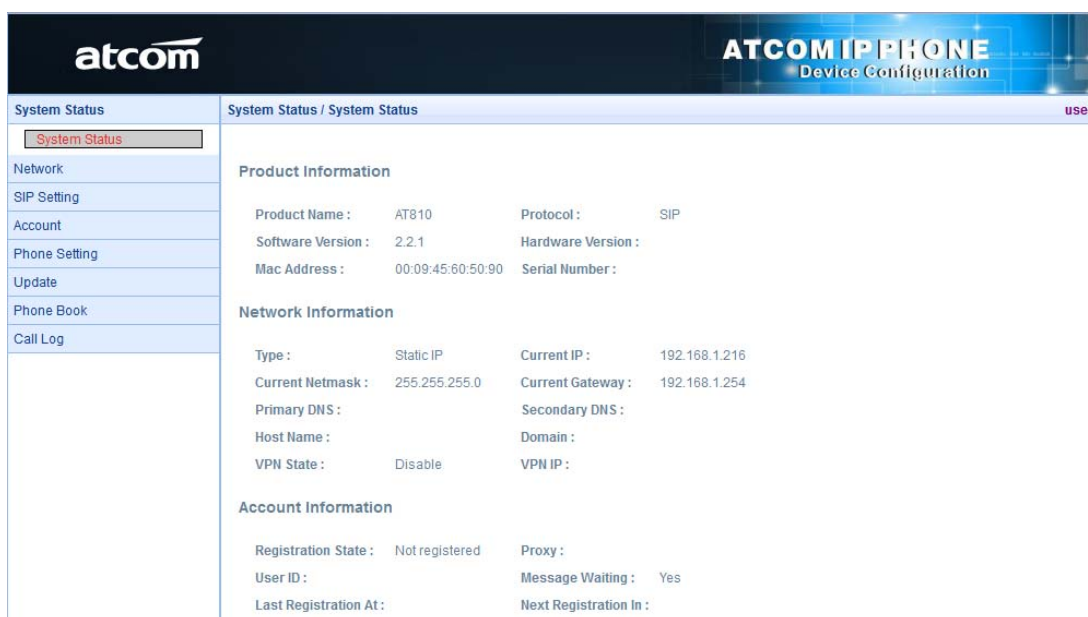 atcom
ATCOM IP PHONE
Device Configuration
System Status
System Status / System Status
use
System Status
Network
SIP Setting
Account
Phone Setting
Update
Phone Book
Call Log
Product Information
Product Name : AT810 Protocol : SIP
Software Version : 2.2.1 Hardware Version :
Mac Address : 00:09:45:60:50:90 Serial Number :
Network Information
Type : Static IP Current IP : 192.168.1.216
Current Netmask : 255.255.255.0 Current Gateway : 192.168.1.254
Primary DNS : Secondary DNS :
Host Name : Domain :
VPN State : Disable VPN IP :
Account Information
Registration State : Not registered Proxy :
User ID : Message Waiting : Yes
Last Registration At : Next Registration In :